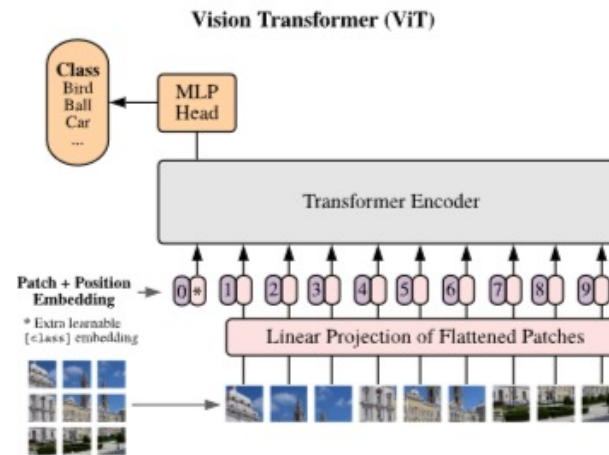 Vision Transformer (ViT)
Class
Bird
Ball
Car
...
MLP
Head
Transformer Encoder
Patch + Position
Embedding
0 * 1 2 3 4 5 6 7 8 9
* Extra learnable
[class] embedding
Linear Projection of Flattened Patches